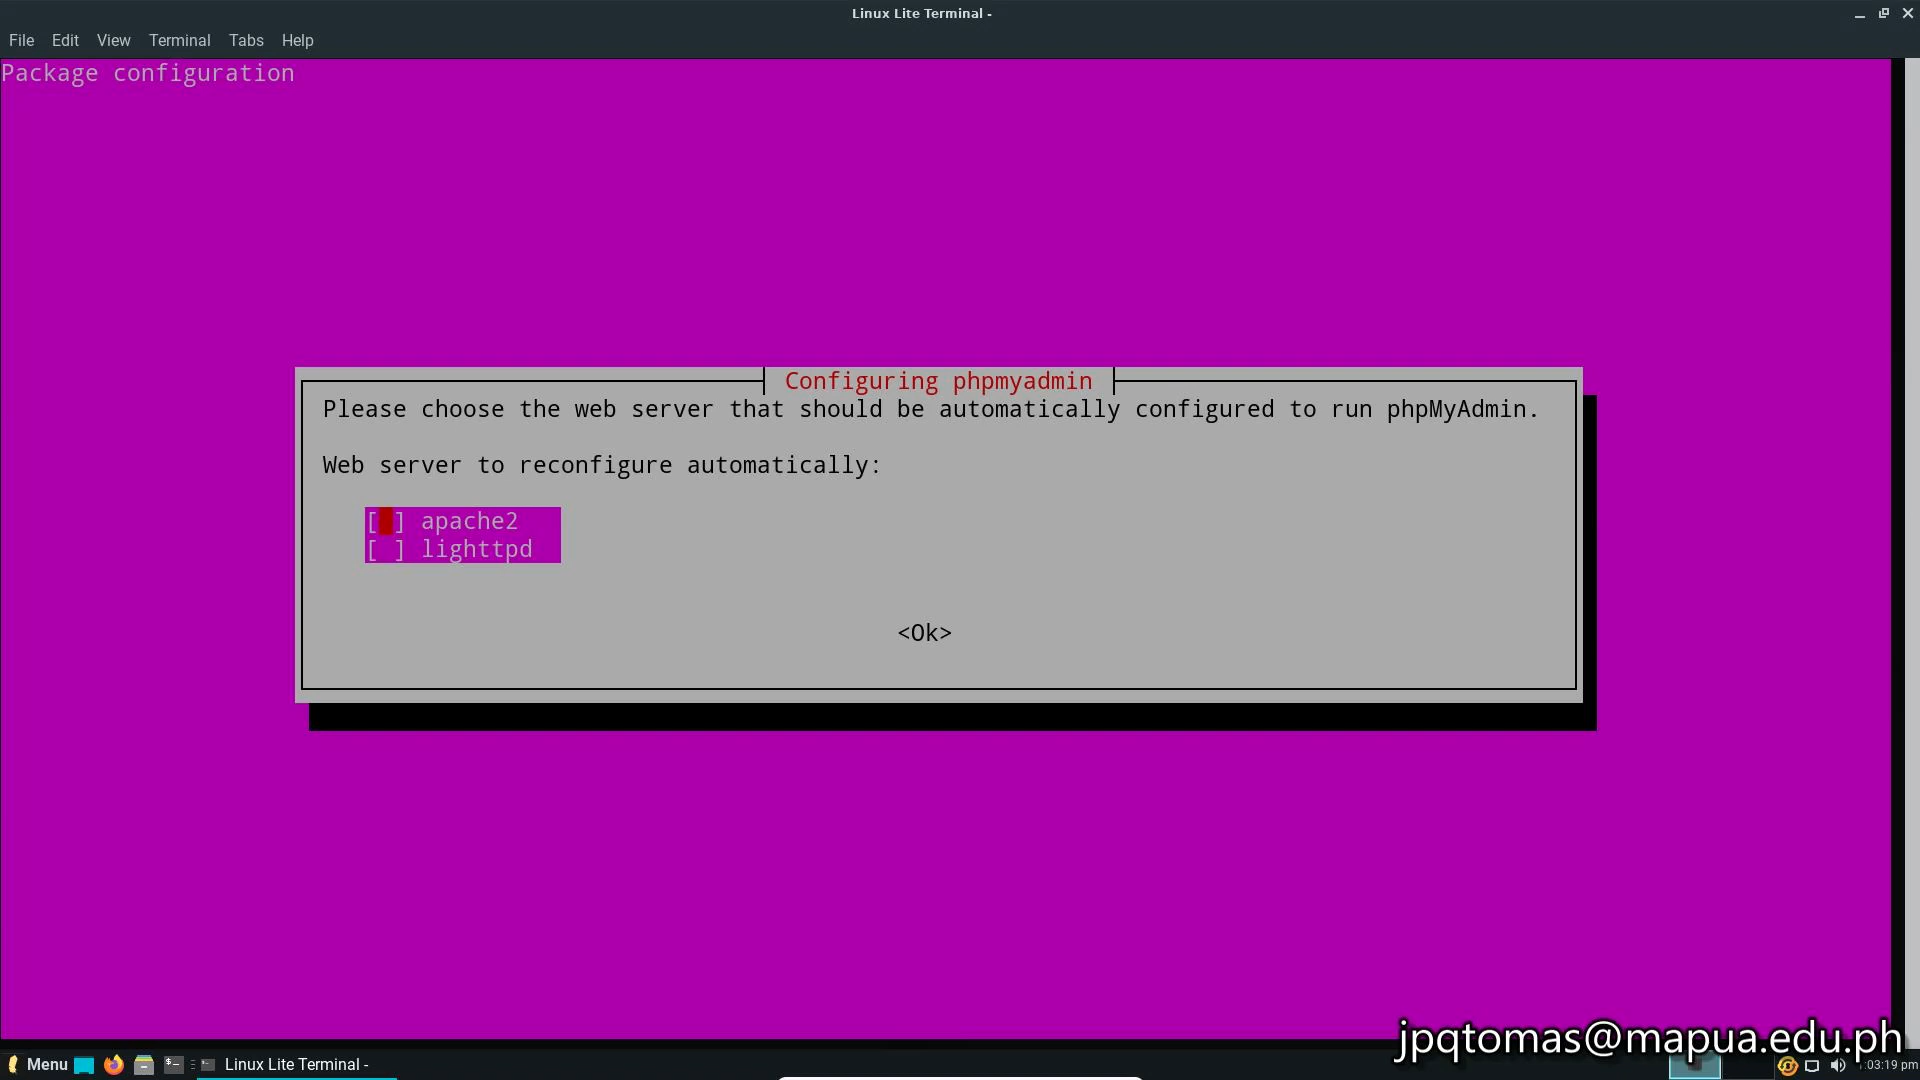 Linux Lite Terminal -
File Edit View Terminal Tabs Help
Package configuration
Configuring phpmyadmin
Please choose the web server that should be automatically configured to run phpMyAdmin.
Web server to reconfigure automatically:
[ ] apache2
[ ] lighttpd
<Ok>
jpqtomas@mapua.edu.ph
Menu Linux Lite Terminal - :03:19 pm